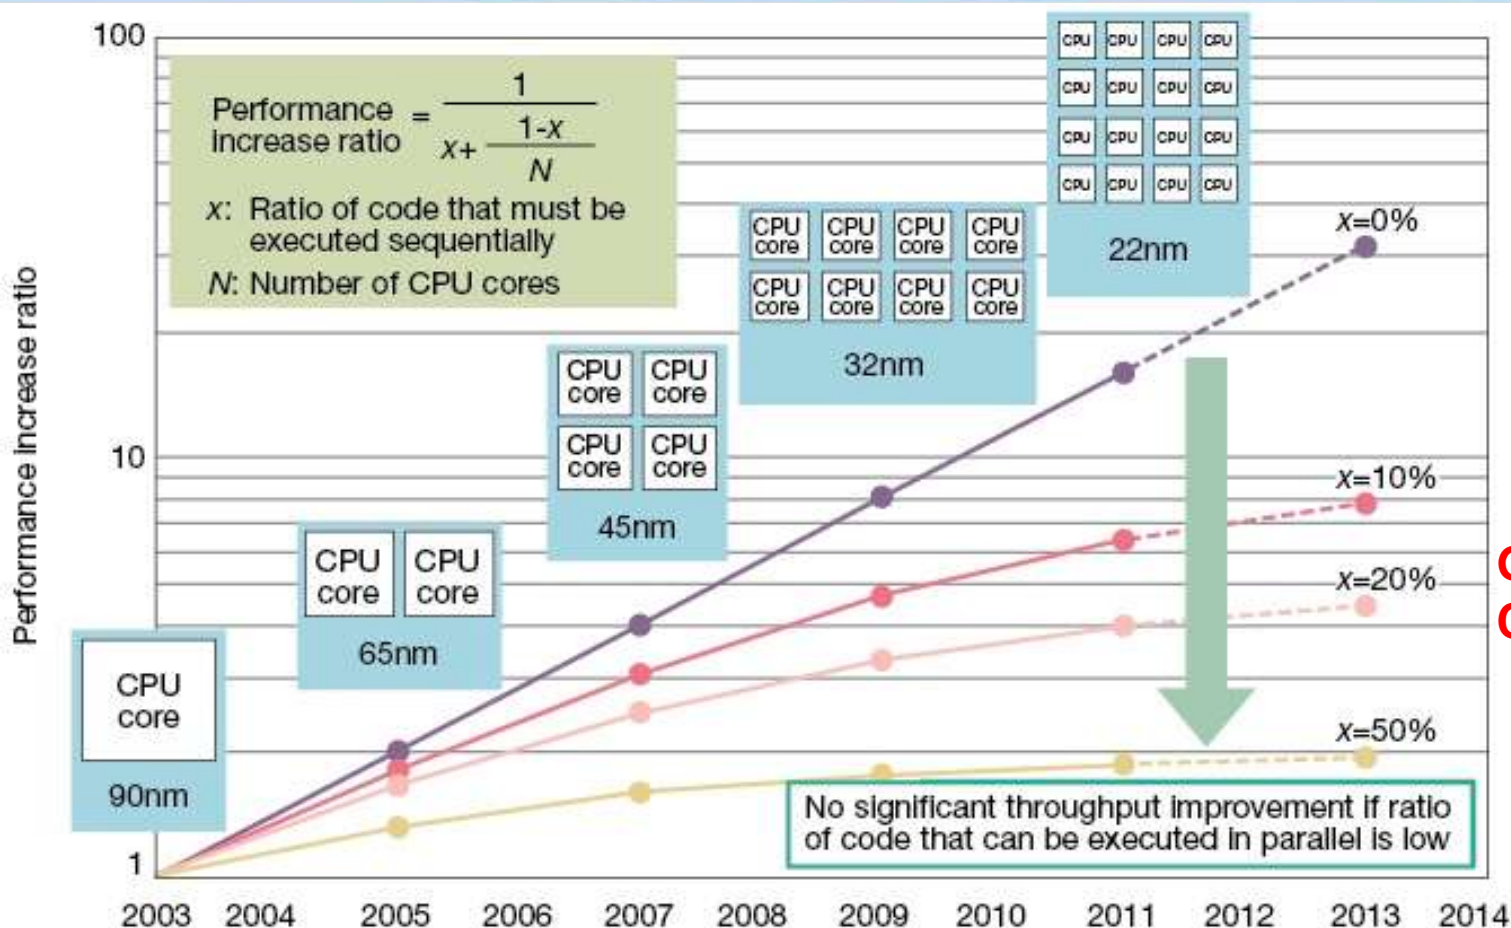 100
10
1
Performance increase ratio
Performance
increase ratio
=
1
x+
1-x
N
x: Ratio of code that must be
executed sequentially
N: Number of CPU cores
CPU
core
90nm
CPU CPU
core core
65nm
CPU CPU
core core
CPU CPU
core core
45nm
CPU CPU CPU CPU
core core core core
CPU CPU CPU CPU
core core core core
32nm
CPU CPU CPU CPU
CPU CPU CPU CPU
CPU CPU CPU CPU
CPU CPU CPU CPU
22nm
x=0%
x=10%
x=20%
x=50%
No significant throughput improvement if ratio
of code that can be executed in parallel is low
2003 2004 2005 2006 2007 2008 2009 2010 2011 2012 2013 2014